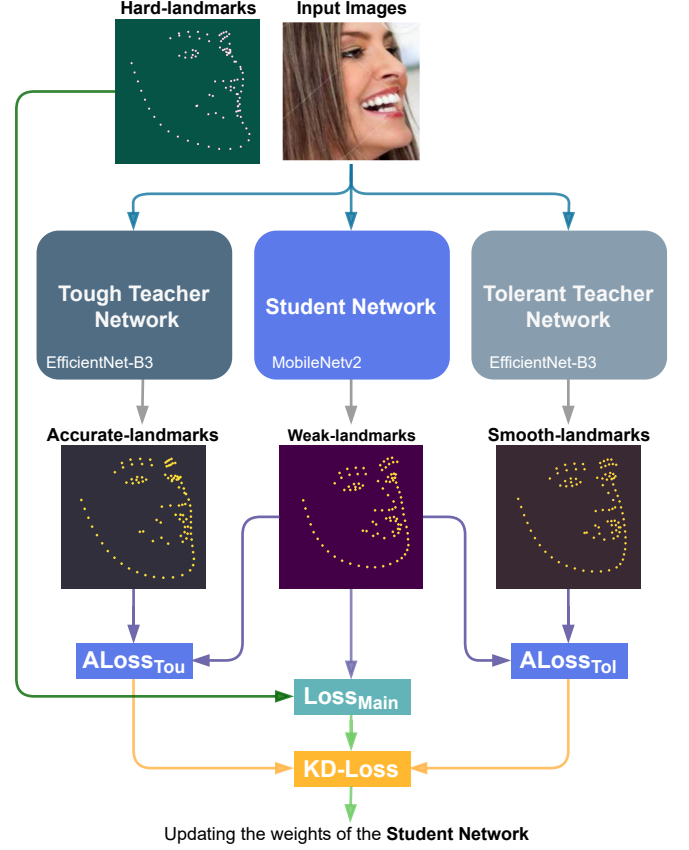 Hard-landmarks
Input Images
Tough Teacher
Network
EfficientNet-B3
Student Network
MobileNetv2
Tolerant Teacher
Network
EfficientNet-B3
Accurate-landmarks
Weak-landmarks
Smooth-landmarks
ALossTou
ALossTol
LossMain
KD-Loss
Updating the weights of the Student Network